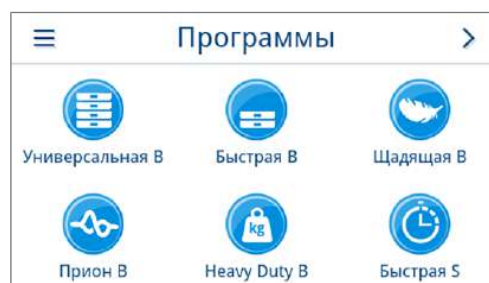 Программы
Универсальная B Быстрая B Щадящая B
kg
Прион B Heavy Duty B Быстрая S